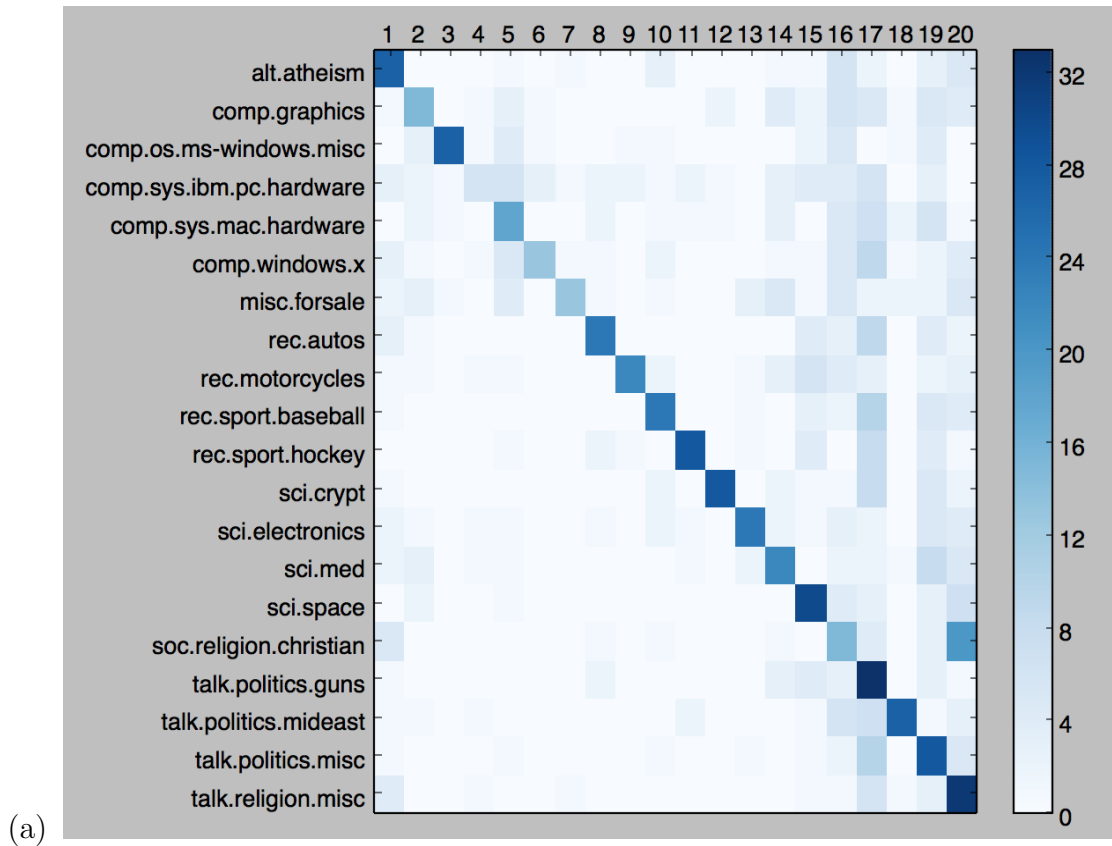 1 2 3 4 5 6 7 8 9 10 11 12 13 14 15 16 17 18 19 20
alt.atheism
comp.graphics
comp.os.ms-windows.misc
comp.sys.ibm.pc.hardware
comp.sys.mac.hardware
comp.windows.x
misc.forsale
rec.autos
rec.motorcycles
rec.sport.baseball
rec.sport.hockey
sci.crypt
sci.electronics
sci.med
sci.space
soc.religion.christian
talk.politics.guns
talk.politics.mideast
talk.politics.misc
talk.religion.misc
32
28
24
20
16
12
8
4
0
(a)